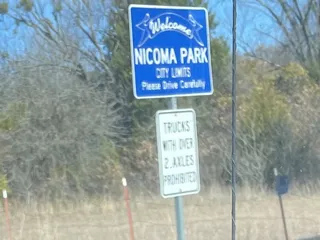 Welcome
NICOMA PARK
CITY LIMITS
Please Drive Carefully
TRUCKS
WITH OVER
2 AXLES
PROHIBITED